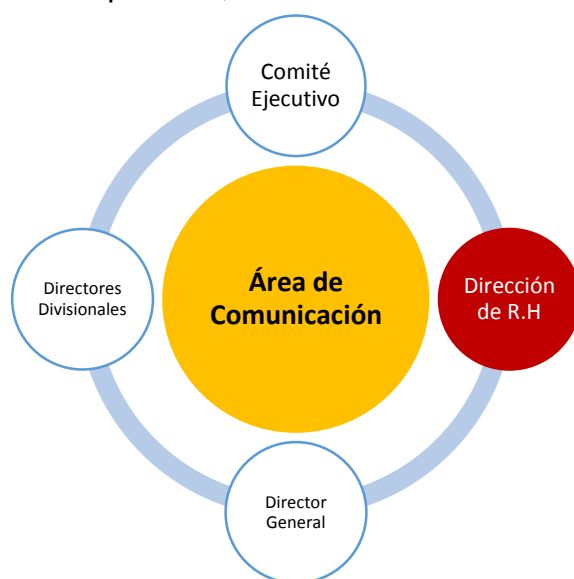 Comité
Ejecutivo
Directores
Divisionales
Área de
Comunicación
Dirección
de R.H
Director
General